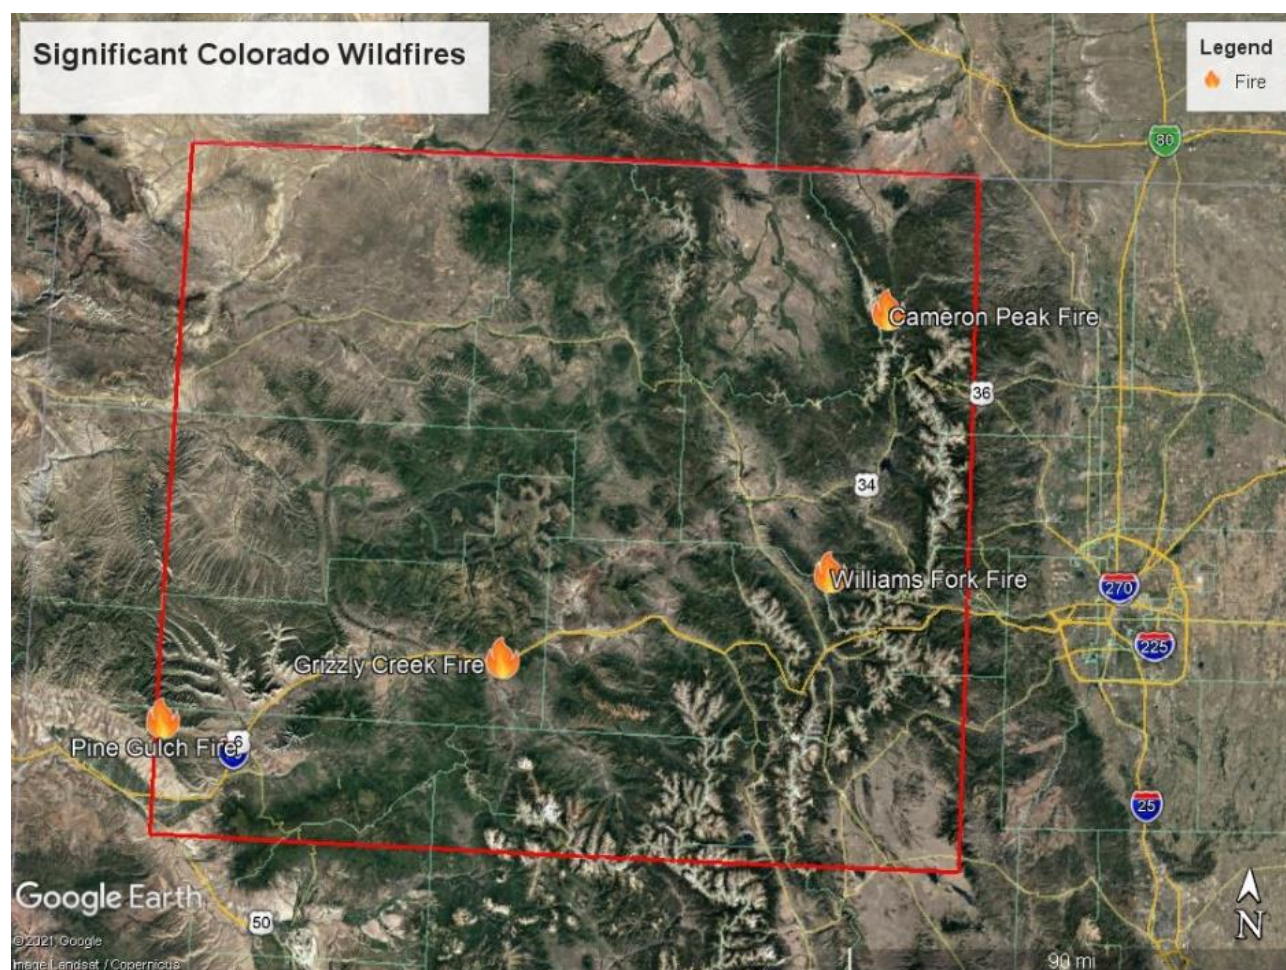 Significant Colorado Wildfires
Legend
Fire
80
Cameron Peak Fire
36
34
Williams Fork Fire
270
225
Grizzly Creek Fire
Pine Gulch Fire
6
25
Google Earth
50
N
©2021 Google
Image Landsat / Copernicus
90 mi